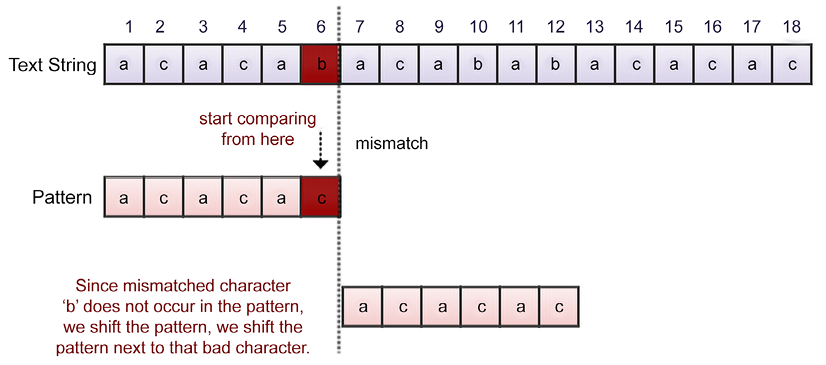 1 2 3 4 5 6 7 8 9 10 11 12 13 14 15 16 17 18
Text String a c a c a b a c a b a b a c a c a c
start comparing
from here
mismatch
Pattern a c a c a c
Since mismatched character
‘b’ does not occur in the pattern,
we shift the pattern, we shift the
pattern next to that bad character.
a c a c a c